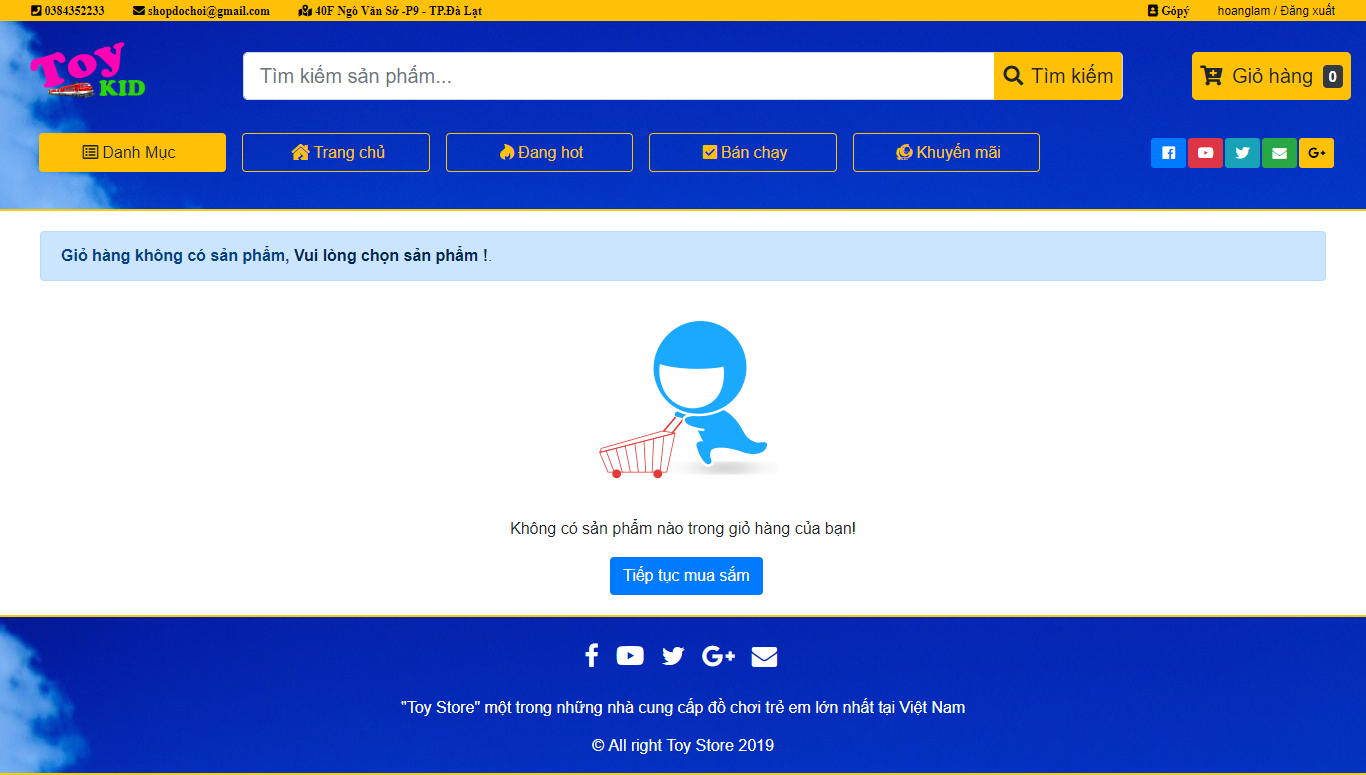 0384352233 shopdochoi@gmail.com 40F Ngô Văn Sở -P9 - TP.Đà Lạt Góp ý hoanglam / Đăng xuất
Toy
KID
Tìm kiếm sản phẩm... Tìm kiếm Giỏ hàng 0
Danh Mục Trang chủ Đang hot Bán chạy Khuyến mãi
Giỏ hàng không có sản phẩm, Vui lòng chọn sản phẩm !.
Không có sản phẩm nào trong giỏ hàng của bạn!
Tiếp tục mua sắm
"Toy Store" một trong những nhà cung cấp đồ chơi trẻ em lớn nhất tại Việt Nam
© All right Toy Store 2019